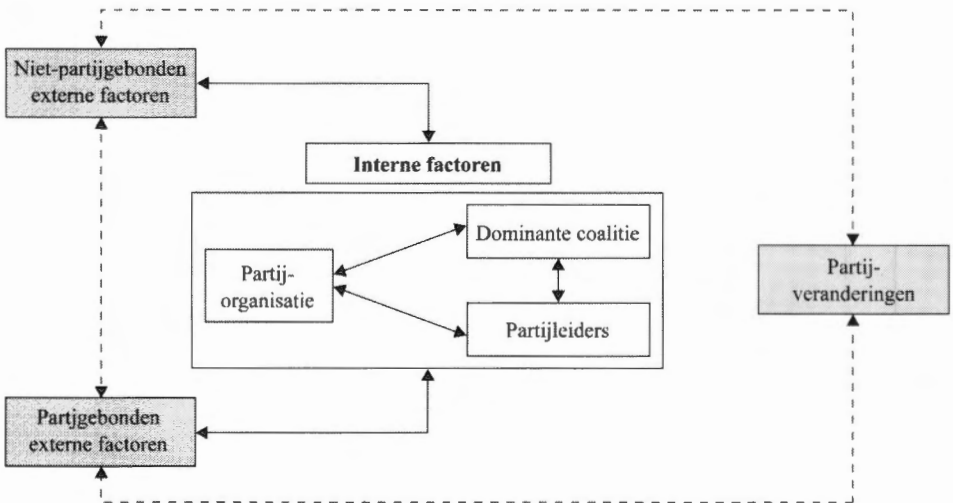 Niet-partijgebonden
externe factoren
Interne factoren
Dominante coalitie
Partij-
organisatie
Partij-
veranderingen
Partijleiders
Partjgebonden
externe factoren